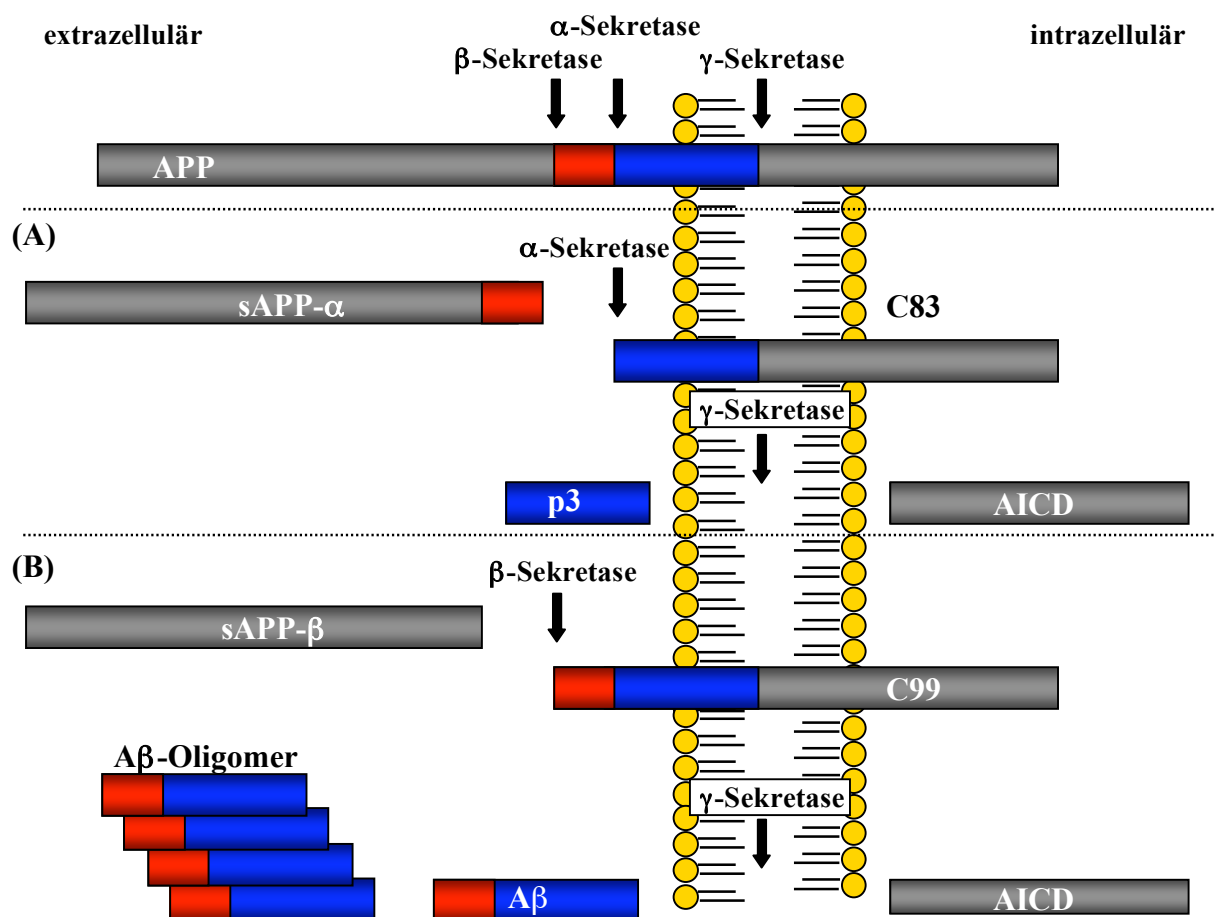 extrazellulär
α-Sekretase
intrazellulär
β-Sekretase
γ-Sekretase
APP
(A)
α-Sekretase
sAPP-α
C83
γ-Sekretase
p3
AICD
(B)
β-Sekretase
sAPP-β
C99
Aβ-Oligomer
γ-Sekretase
Aβ
AICD